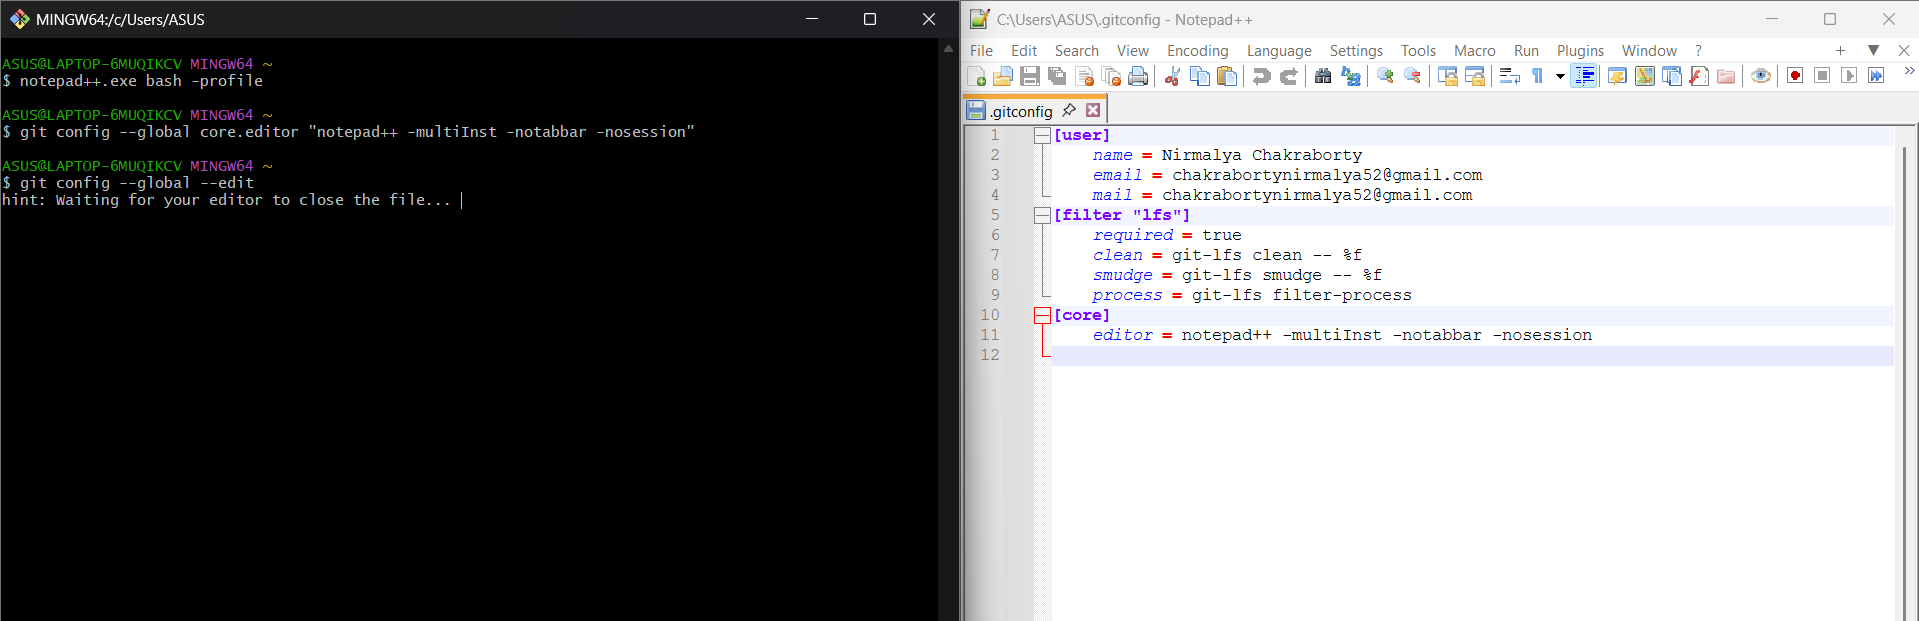 MINGW64:/c/Users/ASUS
ASUS@LAPTOP-6MUQIKCV MINGW64 ~
$ notepad++.exe bash -profile
ASUS@LAPTOP-6MUQIKCV MINGW64 ~
$ git config --global core.editor "notepad++ -multiInst -notabbar -nosession"
ASUS@LAPTOP-6MUQIKCV MINGW64 ~
$ git config --global --edit
hint: Waiting for your editor to close the file...
C:\Users\ASUS\.gitconfig - Notepad++
File Edit Search View Encoding Language Settings Tools Macro Run Plugins Window ?
.gitconfig
1 [user]
2 name = Nirmalya Chakraborty
3 email = chakrabortynirmalya52@gmail.com
4 mail = chakrabortynirmalya52@gmail.com
5 [filter "lfs"]
6 required = true
7 clean = git-lfs clean -- %f
8 smudge = git-lfs smudge -- %f
9 process = git-lfs filter-process
10 [core]
11 editor = notepad++ -multiInst -notabbar -nosession
12